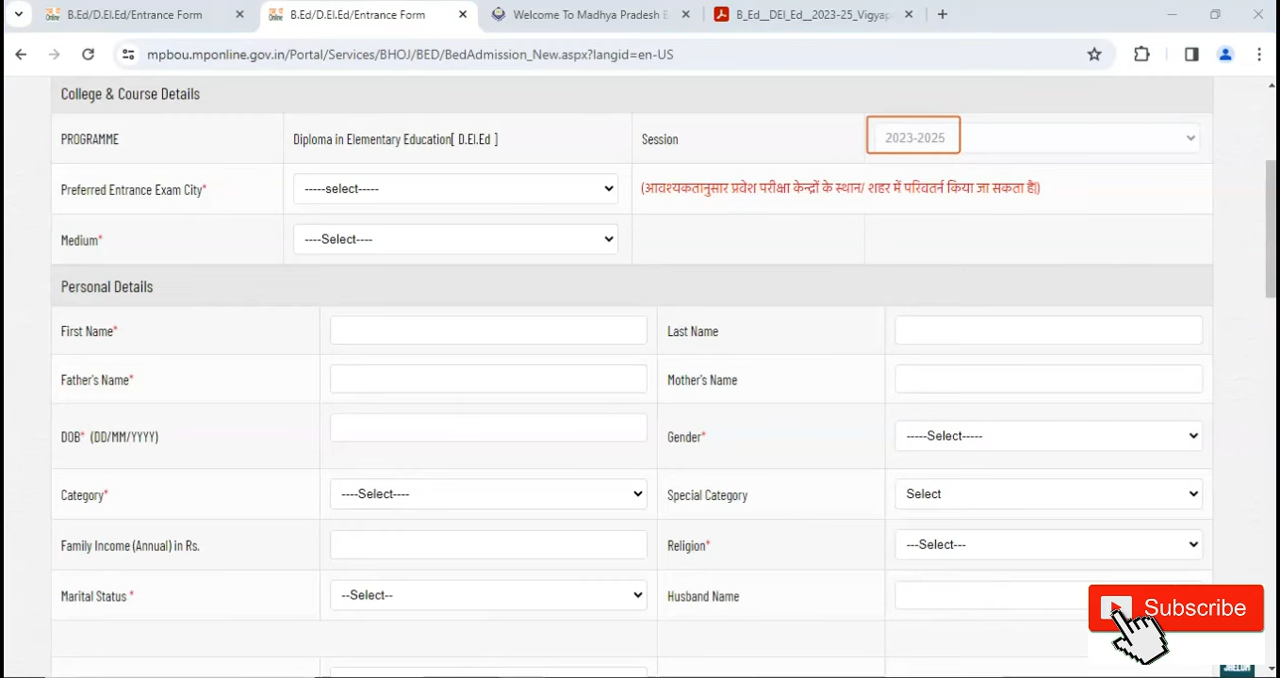 B.Ed/D.El.Ed/Entrance Form
B.Ed/D.El.Ed/Entrance Form
Welcome To Madhya Pradesh
B_Ed__DEl_Ed__2023-25_Vigyap
mpbou.mponline.gov.in/Portal/Services/BHOJ/BED/BedAdmission_New.aspx?langid=en-US
College & Course Details
PROGRAMME Diploma in Elementary Education[ D.El.Ed ] Session 2023-2025
Preferred Entrance Exam City* -----select----- (आवश्यकतानुसार प्रवेश परीक्षा केन्द्रों के स्थान/ शहर में परिवर्तन किया जा सकता है|)
Medium* ----Select----
Personal Details
First Name* Last Name
Father's Name* Mother's Name
DOB* (DD/MM/YYYY) Gender* -----Select-----
Category* ----Select---- Special Category Select
Family Income (Annual) in Rs. Religion* ---Select---
Marital Status * --Select-- Husband Name
Subscribe